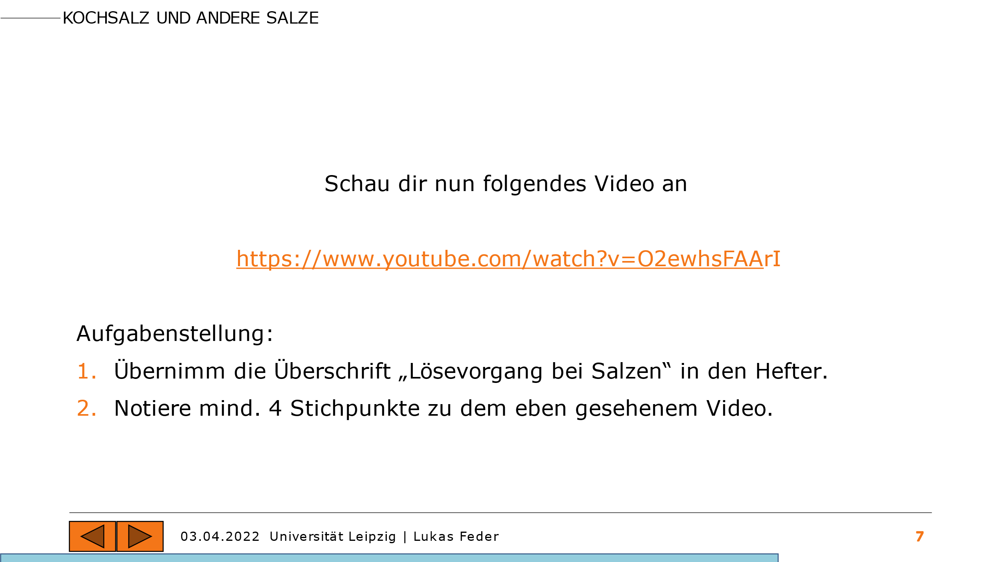 KOCHSALZ UND ANDERE SALZE
Schau dir nun folgendes Video an
https://www.youtube.com/watch?v=O2ewhsFAArI
Aufgabenstellung:
1. Übernimm die Überschrift „Lösevorgang bei Salzen“ in den Hefter.
2. Notiere mind. 4 Stichpunkte zu dem eben gesehenem Video.
03.04.2022 Universität Leipzig | Lukas Feder
7